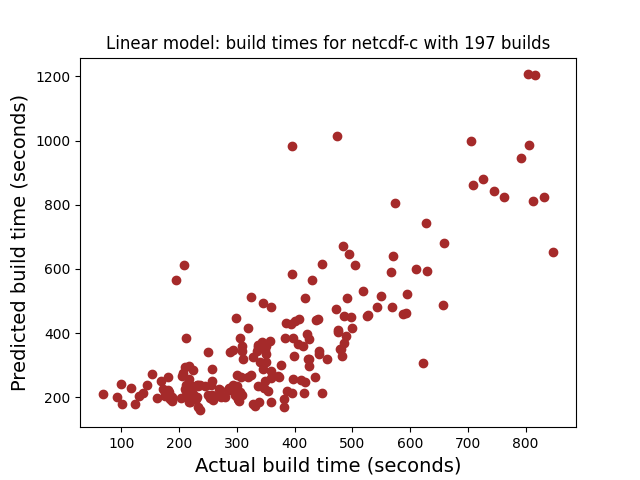 Linear model: build times for netcdf-c with 197 builds
1200
1000
800
600
400
200
Predicted build time (seconds)
100 200 300 400 500 600 700 800
Actual build time (seconds)